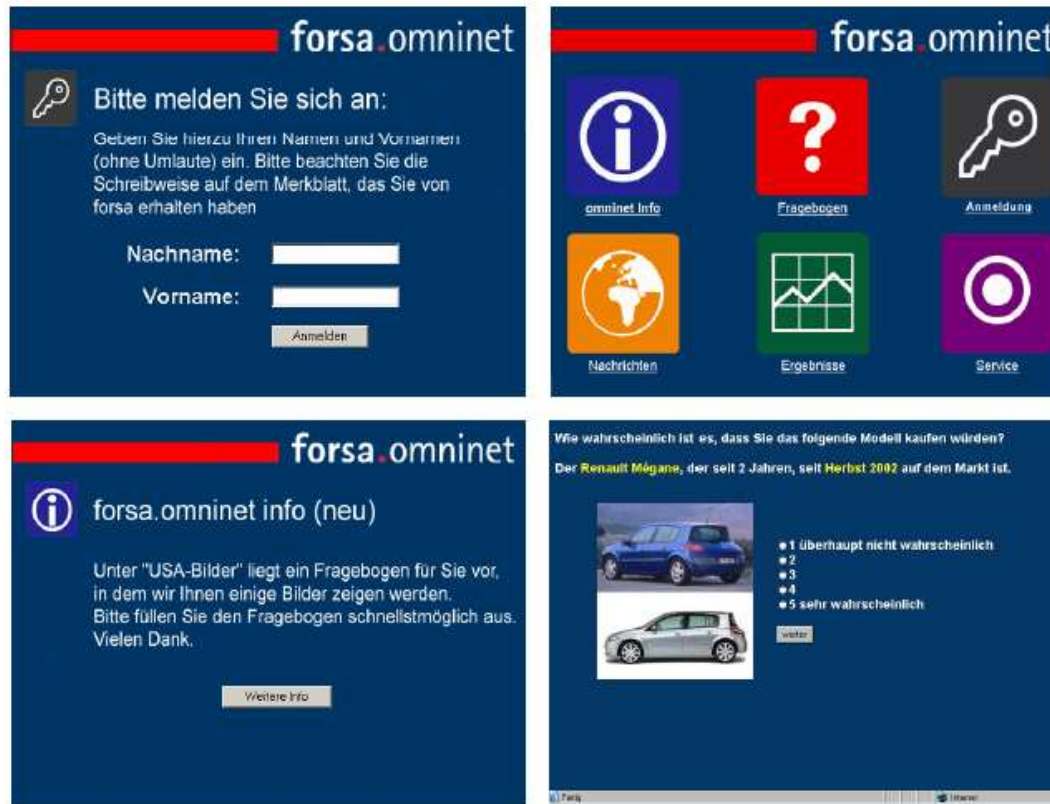 forsa.omninet
Bitte melden Sie sich an:
Geben Sie hierzu Ihren Namen und Vornamen
(ohne Umlaute) ein. Bitte beachten Sie die
Schreibweise auf dem Merkblatt, das Sie von
forsa erhalten haben
Nachname:
Vorname:
Anmelden
forsa.omninet
omninet Info
Fragebogen
Anmeldung
Nachrichten
Ergebnisse
Service
forsa.omninet
forsa.omninet info (neu)
Unter "USA-Bilder" liegt ein Fragebogen für Sie vor,
in dem wir Ihnen einige Bilder zeigen werden.
Bitte füllen Sie den Fragebogen schnellstmöglich aus.
Vielen Dank.
Weitere Info
Wie wahrscheinlich ist es, dass Sie das folgende Modell kaufen würden?
Der Renault Mégane, der seit 2 Jahren, seit Herbst 2002 auf dem Markt ist.
1 überhaupt nicht wahrscheinlich
2
3
4
5 sehr wahrscheinlich
weiter
Fertig
Internet